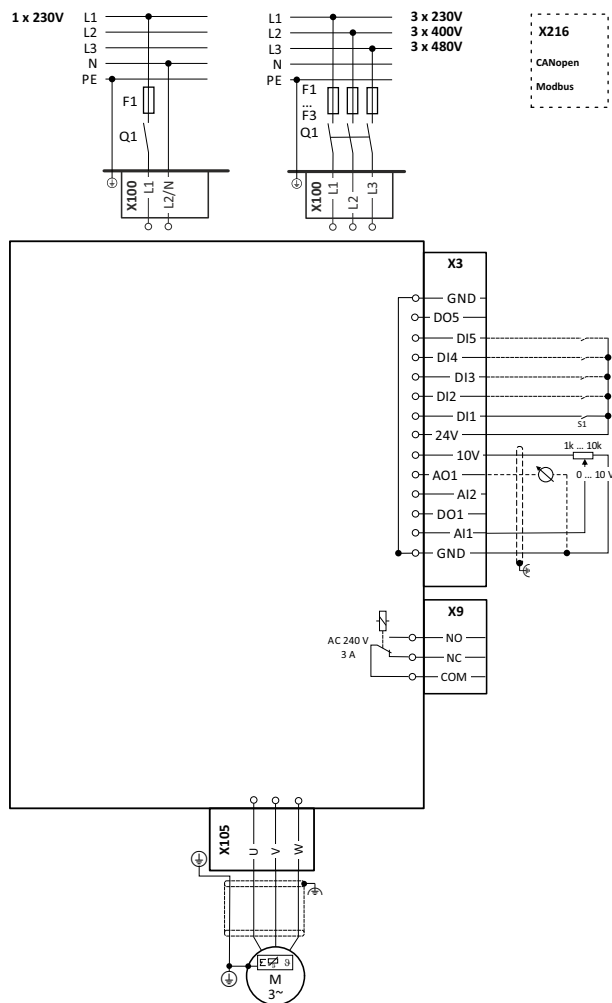 1 x 230V
L1
L2
L3
N
PE
F1
Q1
X100
L1
L2/N
L1
L2
L3
N
PE
3 x 230V
3 x 400V
3 x 480V
F1
...
F3
Q1
X100
L1
L2
L3
X216
CANopen
Modbus
X3
GND
DO5
DI5
DI4
DI3
DI2
DI1
S1
24V
10V
1k ... 10k
AO1
0 ... 10 V
AI2
DO1
AI1
GND
X9
AC 240 V
3 A
NO
NC
COM
X105
U
V
W
M
3~